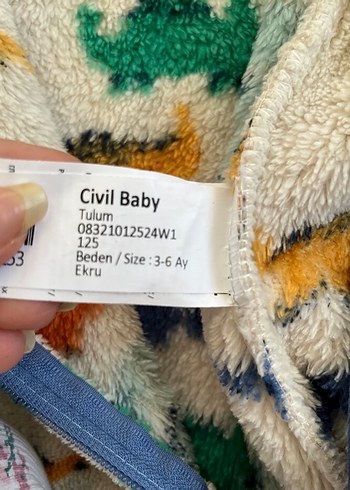 Civil Baby
Tulum
08321012524W1
125
Beden / Size : 3-6 Ay
Ekru